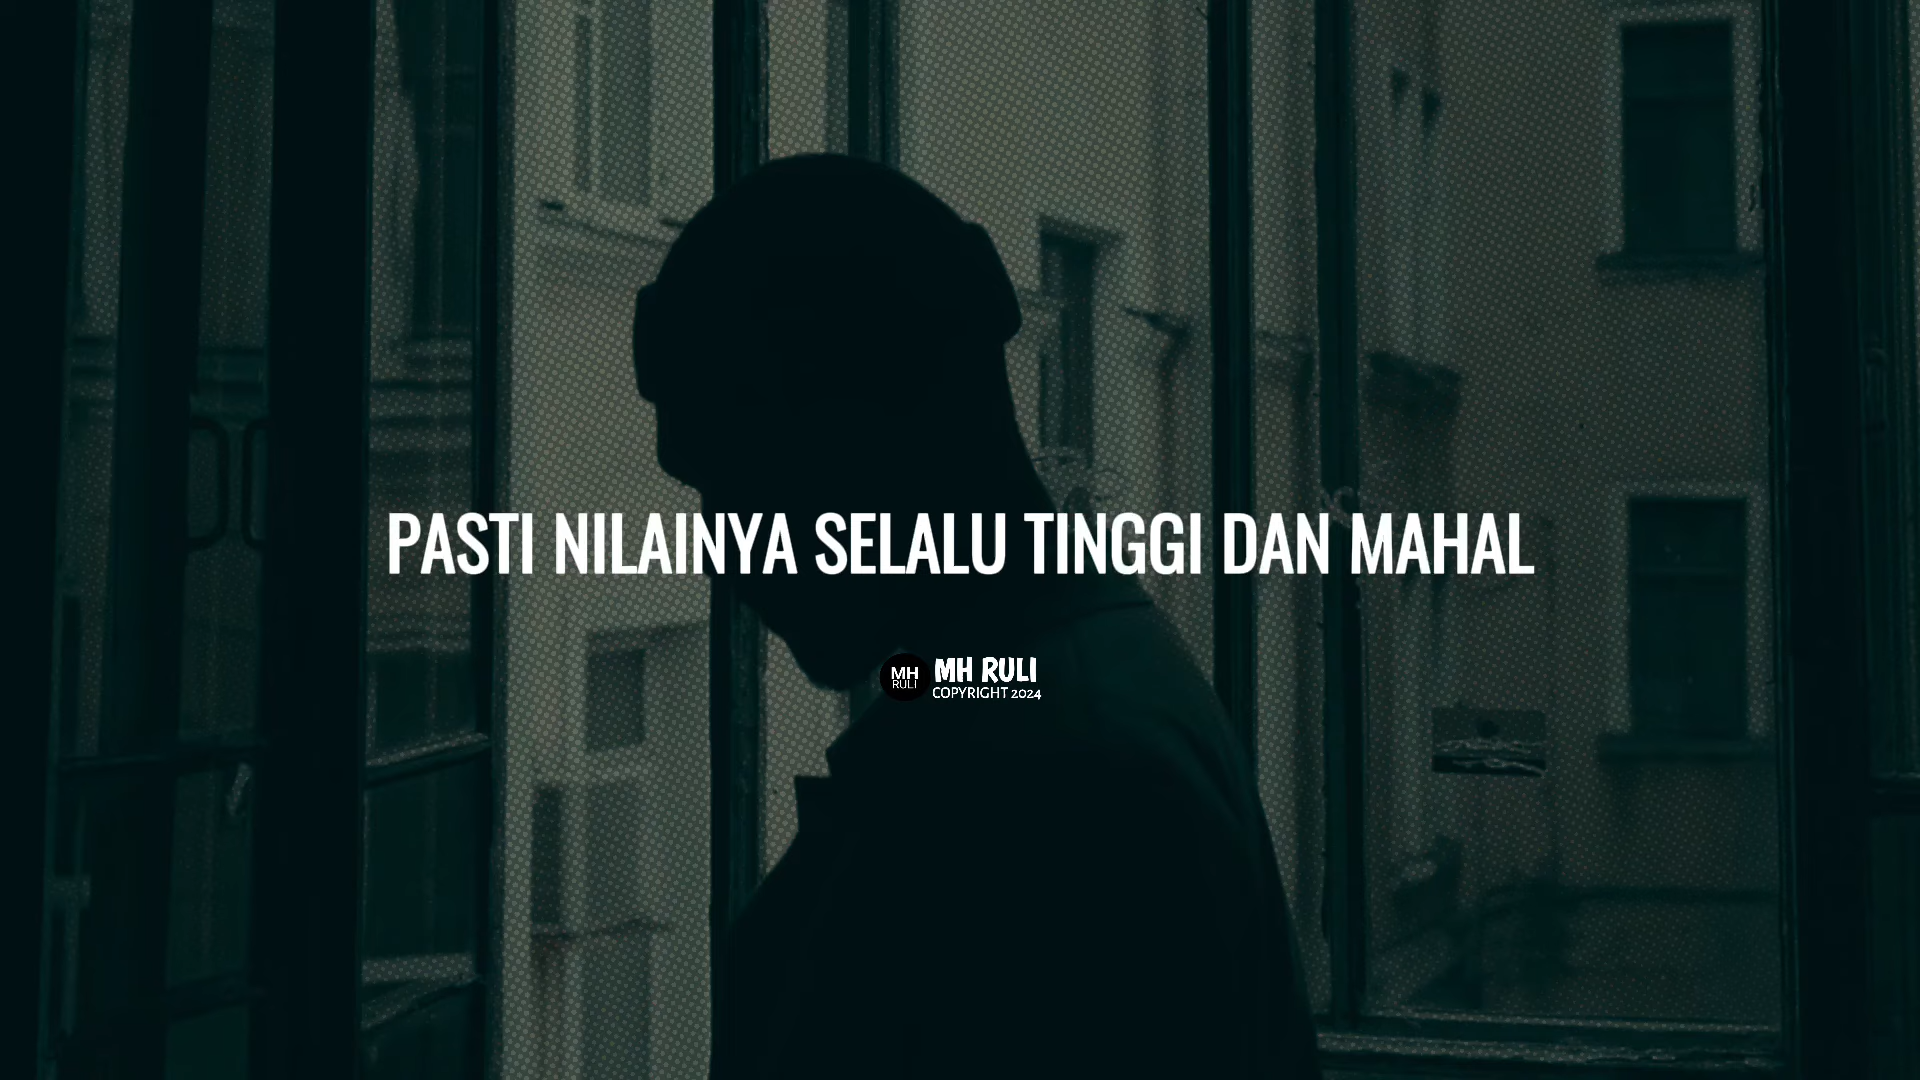 PASTI NILAINYA SELALU TINGGI DAN MAHAL
MH
RULI
MH RULI
COPYRIGHT 2024